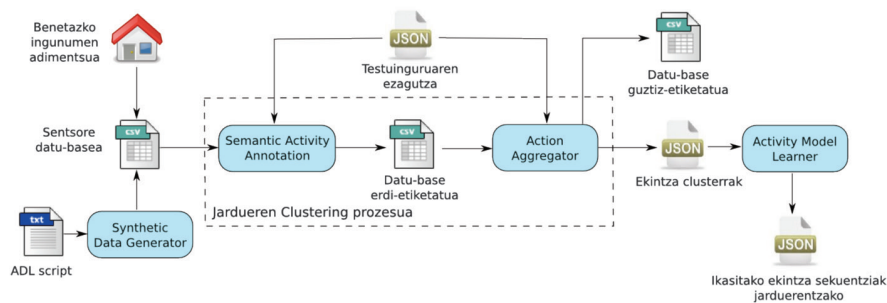 Benetazko
ingunumen
adimentsua
JSON
Testuinguruaren
ezagutza
csv
Datu-base
guztiz-etiketatua
Sentsore
datu-basea
csv
Semantic Activity
Annotation
csv
Datu-base
erdi-etiketatua
Action
Aggregator
JSON
Ekintza clusterrak
Activity Model
Learner
Jardueren Clustering prozesua
txt
ADL script
Synthetic
Data Generator
JSON
Ikasitako ekintza sekuentziak
jarduerentzako